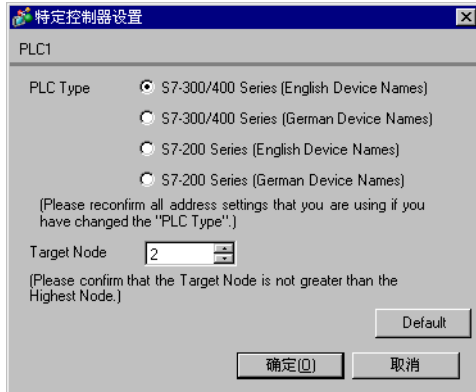 特定控制器设置
PLC1
PLC Type
S7-300/400 Series (English Device Names)
S7-300/400 Series (German Device Names)
S7-200 Series (English Device Names)
S7-200 Series (German Device Names)
(Please reconfirm all address settings that you are using if you
have changed the "PLC Type".)
Target Node 2
(Please confirm that the Target Node is not greater than the
Highest Node.)
Default
确定(O) 取消